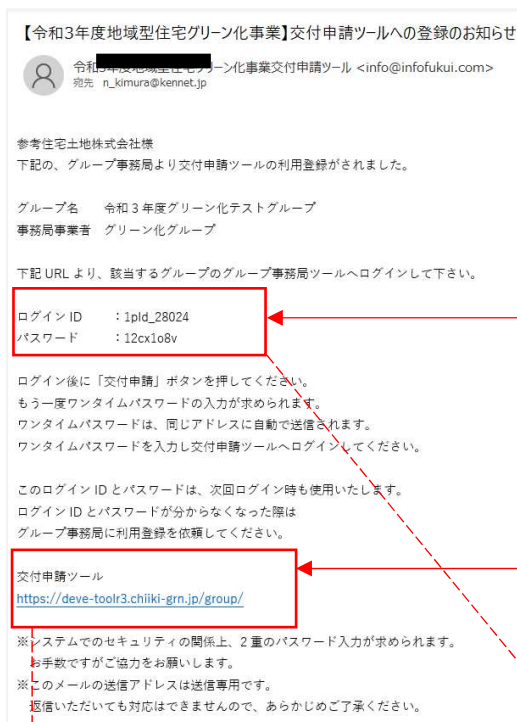 【令和3年度地域型住宅グリーン化事業】交付申請ツールへの登録のお知らせ
令和3年度地域型住宅グリーン化事業交付申請ツール <info@infofukui.com>
宛先 n_kimura@kennet.jp
参考住宅土地株式会社様
下記の、グループ事務局より交付申請ツールの利用登録がされました。
グループ名 令和3年度グリーン化テストグループ
事務局事業者 グリーン化グループ
下記 URL より、該当するグループのグループ事務局ツールへログインして下さい。
ログイン ID :1pld_28024
パスワード :12cx1o8v
ログイン後に「交付申請」ボタンを押してください。
もう一度ワンタイムパスワードの入力が求められます。
ワンタイムパスワードは、同じアドレスに自動で送信されます。
ワンタイムパスワードを入力し交付申請ツールへログインしてください。
このログイン ID とパスワードは、次回ログイン時も使用いたします。
ログイン ID とパスワードが分からなくなった際は
グループ事務局に利用登録を依頼してください。
交付申請ツール
https://deve-toolr3.chiiki-grn.jp/group/
※システムでのセキュリティの関係上、2重のパスワード入力が求められます。
お手数ですがご協力をお願いします。
※このメールの送信アドレスは送信専用です。
返信いただいても対応はできませんので、あらかじめご了承ください。